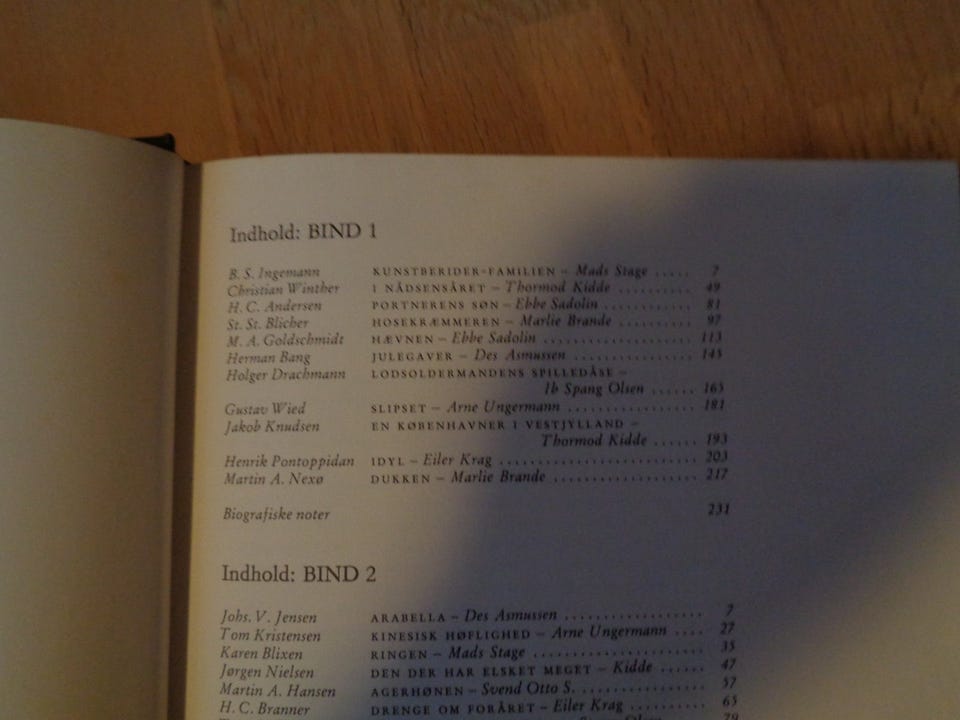 Indhold: BIND 1
B. S. Ingemann KUNSTBERIDER-FAMILIEN – Mads Stage ..... 7
Christian Winther I NÅDSENSÅRET – Thormod Kidde .......... 49
H. C. Andersen PORTNERENS SØN – Ebbe Sadolin ............ 81
St. St. Blicher HOSEKRÆMMEREN – Marlie Brande .......... 97
M. A. Goldschmidt HÆVNEN – Ebbe Sadolin .................... 113
Herman Bang JULEGAVER – Des Asmussen ................ 145
Holger Drachmann LODSOLDERMANDENS SPILLEDÅSE –
Ib Spang Olsen ...... 165
Gustav Wied SLIPSET – Arne Ungermann ................. 181
Jakob Knudsen EN KØBENHAVNER I VESTJYLLAND –
Thormod Kidde ...... 193
Henrik Pontoppidan IDYL – Eiler Krag .......................... 203
Martin A. Nexø DUKKEN – Marlie Brande ................... 217
Biografiske noter 231
Indhold: BIND 2
Johs. V. Jensen ARABELLA – Des Asmussen ................. 7
Tom Kristensen KINESISK HØFLIGHED – Arne Ungermann .... 27
Karen Blixen RINGEN – Mads Stage ....................... 35
Jørgen Nielsen DEN DER HAR ELSKET MEGET – Kidde ...... 47
Martin A. Hansen AGERHØNEN – Svend Otto S. ............... 57
H. C. Branner DRENGE OM FORÅRET – Eiler Krag ......... 65
Spang Olsen 79